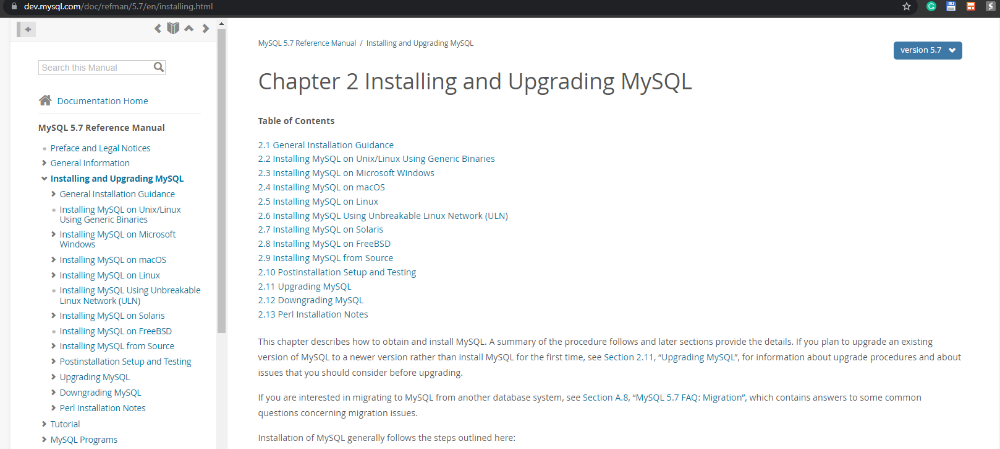 dev.mysql.com/doc/refman/5.7/en/installing.html
Search this Manual
Documentation Home
MySQL 5.7 Reference Manual
Preface and Legal Notices
General Information
Installing and Upgrading MySQL
General Installation Guidance
Installing MySQL on Unix/Linux
Using Generic Binaries
Installing MySQL on Microsoft
Windows
Installing MySQL on macOS
Installing MySQL on Linux
Installing MySQL Using Unbreakable
Linux Network (ULN)
Installing MySQL on Solaris
Installing MySQL on FreeBSD
Installing MySQL from Source
Postinstallation Setup and Testing
Upgrading MySQL
Downgrading MySQL
Perl Installation Notes
Tutorial
MySQL Programs
MySQL 5.7 Reference Manual / Installing and Upgrading MySQL
version 5.7
Chapter 2 Installing and Upgrading MySQL
Table of Contents
2.1 General Installation Guidance
2.2 Installing MySQL on Unix/Linux Using Generic Binaries
2.3 Installing MySQL on Microsoft Windows
2.4 Installing MySQL on macOS
2.5 Installing MySQL on Linux
2.6 Installing MySQL Using Unbreakable Linux Network (ULN)
2.7 Installing MySQL on Solaris
2.8 Installing MySQL on FreeBSD
2.9 Installing MySQL from Source
2.10 Postinstallation Setup and Testing
2.11 Upgrading MySQL
2.12 Downgrading MySQL
2.13 Perl Installation Notes
This chapter describes how to obtain and install MySQL. A summary of the procedure follows and later sections provide the details. If you plan to upgrade an existing
version of MySQL to a newer version rather than install MySQL for the first time, see Section 2.11, “Upgrading MySQL”, for information about upgrade procedures and about
issues that you should consider before upgrading.
If you are interested in migrating to MySQL from another database system, see Section A.8, “MySQL 5.7 FAQ: Migration”, which contains answers to some common
questions concerning migration issues.
Installation of MySQL generally follows the steps outlined here: